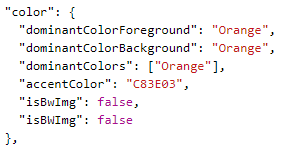 "color": {
"dominantColorForeground": "Orange",
"dominantColorBackground": "Orange",
"dominantColors": ["Orange"],
"accentColor": "C83E03",
"isBwImg": false,
"isBWImg": false
},